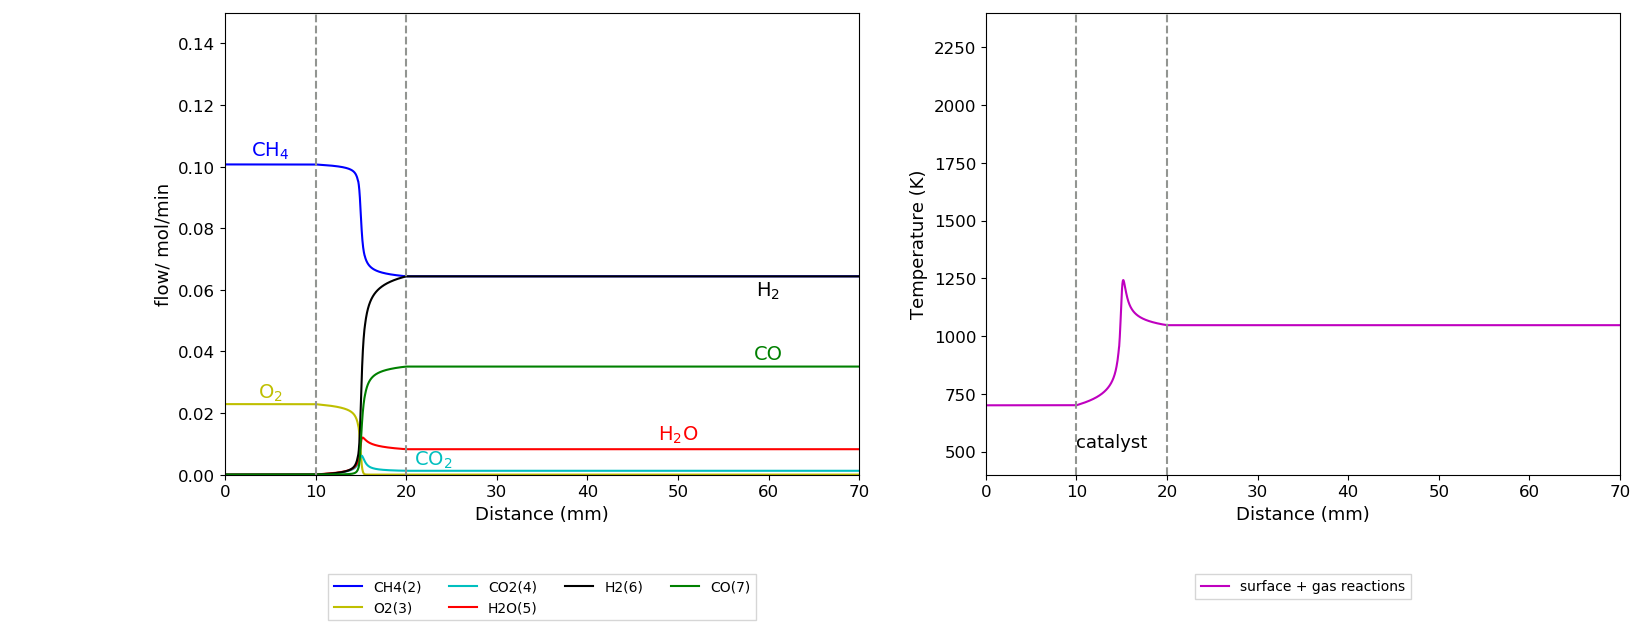 0.14
0.12
0.10
0.08
0.06
0.04
0.02
0.00
flow/ mol/min
CH4
O2
H2
CO
H2O
CO2
0 10 20 30 40 50 60 70
Distance (mm)
CH4(2) CO2(4) H2(6) CO(7)
O2(3) H2O(5)
2250
2000
1750
1500
1250
1000
750
500
Temperature (K)
catalyst
0 10 20 30 40 50 60 70
Distance (mm)
surface + gas reactions